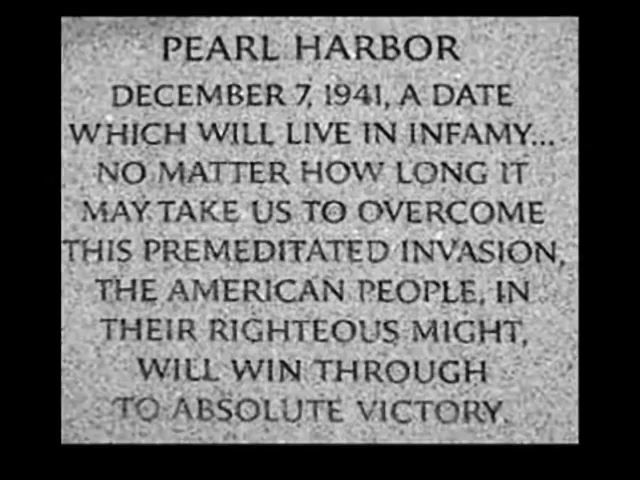 PEARL HARBOR
DECEMBER 7, 1941, A DATE
WHICH WILL LIVE IN INFAMY...
NO MATTER HOW LONG IT
MAY TAKE US TO OVERCOME
THIS PREMEDITATED INVASION,
THE AMERICAN PEOPLE, IN
THEIR RIGHTEOUS MIGHT,
WILL WIN THROUGH
TO ABSOLUTE VICTORY.